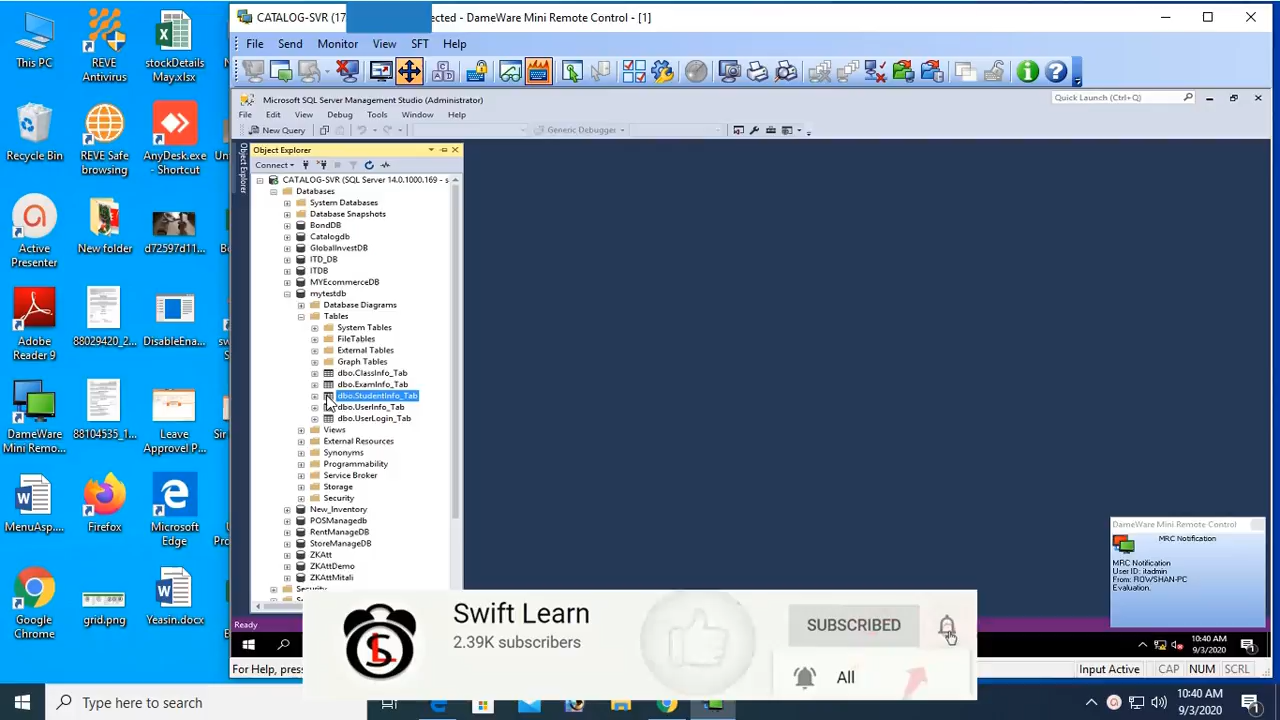 CATALOG-SVR (17
ected - DameWare Mini Remote Control - [1]
File Send Monitor View SFT Help
Microsoft SQL Server Management Studio (Administrator)
Quick Launch (Ctrl+Q)
File Edit View Debug Tools Window Help
New Query
Generic Debugger
Object Explorer
Object Explorer
Connect
CATALOG-SVR (SQL Server 14.0.1000.169 - s
Databases
System Databases
Database Snapshots
BondDB
Catalogdb
GlobalInvestDB
ITD_DB
ITDB
MYEcommerceDB
mytestdb
Database Diagrams
Tables
System Tables
FileTables
External Tables
Graph Tables
dbo.ClassInfo_Tab
dbo.ExamInfo_Tab
dbo.StudentInfo_Tab
dbo.UserInfo_Tab
dbo.UserLogin_Tab
Views
External Resources
Synonyms
Programmability
Service Broker
Storage
Security
New_Inventory
POSManagedb
RentManageDB
StoreManageDB
ZKAtt
ZKAttDemo
ZKAttMitali
Security
Ready
This PC
REVE Antivirus
stockDetails May.xlsx
Recycle Bin
REVE Safe browsing
AnyDesk.exe - Shortcut
Active Presenter
New folder
d72597d11...
Adobe Reader 9
88029420_2...
DisableEna...
DameWare Mini Remo...
88104535_1...
Leave Approvel P...
MenuAsp....
Firefox
Microsoft Edge
Google Chrome
grid.png
Yeasin.docx
DameWare Mini Remote Control
MRC Notification
MRC Notification
User ID: itadmin
From: ROWSHAN-PC
Evaluation.
Swift Learn
2.39K subscribers
SUBSCRIBED
All
10:40 AM
9/3/2020
For Help, pres
Input Active CAP NUM SCRL
Type here to search
10:40 AM
9/3/2020